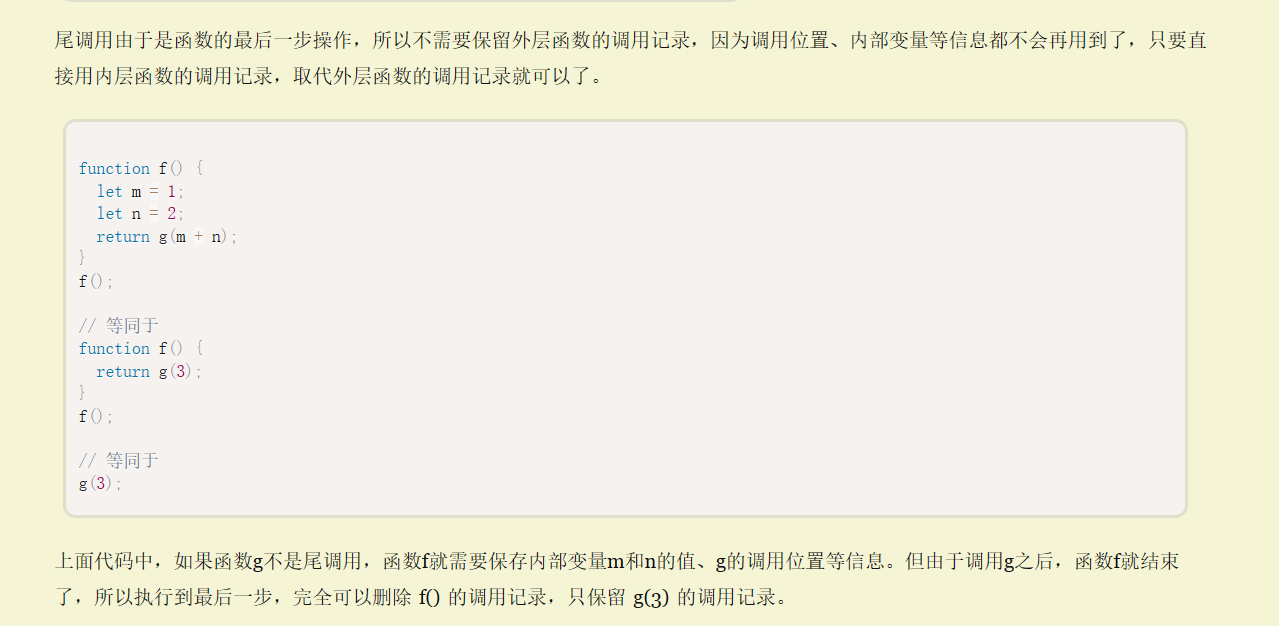 尾调用由于是函数的最后一步操作，所以不需要保留外层函数的调用记录，因为调用位置、内部变量等信息都不会再用到了，只要直
接用内层函数的调用记录，取代外层函数的调用记录就可以了。
function f() {
  let m = 1;
  let n = 2;
  return g(m + n);
}
f();
// 等同于
function f() {
  return g(3);
}
f();
// 等同于
g(3);
上面代码中，如果函数g不是尾调用，函数f就需要保存内部变量m和n的值、g的调用位置等信息。但由于调用g之后，函数f就结束
了，所以执行到最后一步，完全可以删除 f() 的调用记录，只保留 g(3) 的调用记录。